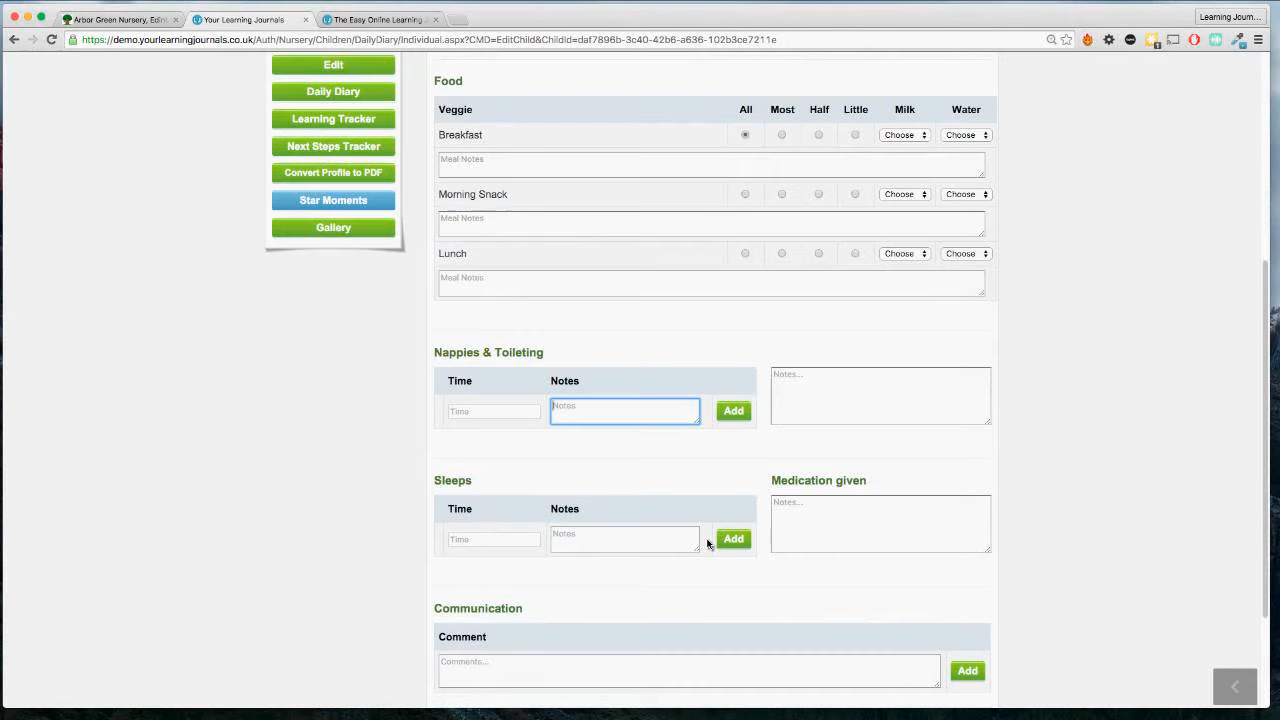 Arbor Green Nursery, Edin
Your Learning Journals
The Easy Online Learning J
Learning Journ...
https://demo.yourlearningjournals.co.uk/Auth/Nursery/Children/DailyDiary/Individual.aspx?CMD=EditChild&ChildId=daf7896b-3c40-42b6-a636-102b3ce7211e
Edit
Daily Diary
Learning Tracker
Next Steps Tracker
Convert Profile to PDF
Star Moments
Gallery
Food
Veggie All Most Half Little Milk Water
Breakfast Choose Choose
Meal Notes
Morning Snack Choose Choose
Meal Notes
Lunch Choose Choose
Meal Notes
Nappies & Toileting
Time Notes
Notes...
Time Notes Add
Sleeps Medication given
Time Notes
Notes...
Time Notes Add
Communication
Comment
Comments...
Add